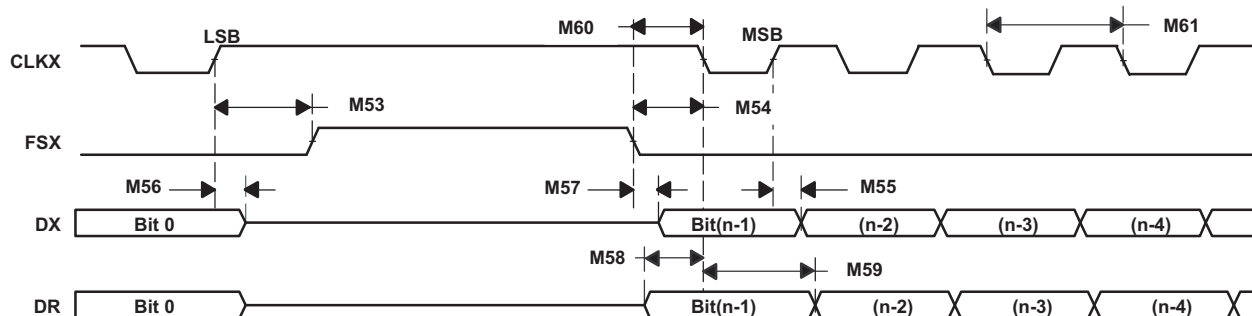 M60 MSB M61
LSB
CLKX
M53 M54
FSX
M56 M57 M55
DX Bit 0 Bit(n-1) (n-2) (n-3) (n-4)
M58 M59
DR Bit 0 Bit(n-1) (n-2) (n-3) (n-4)